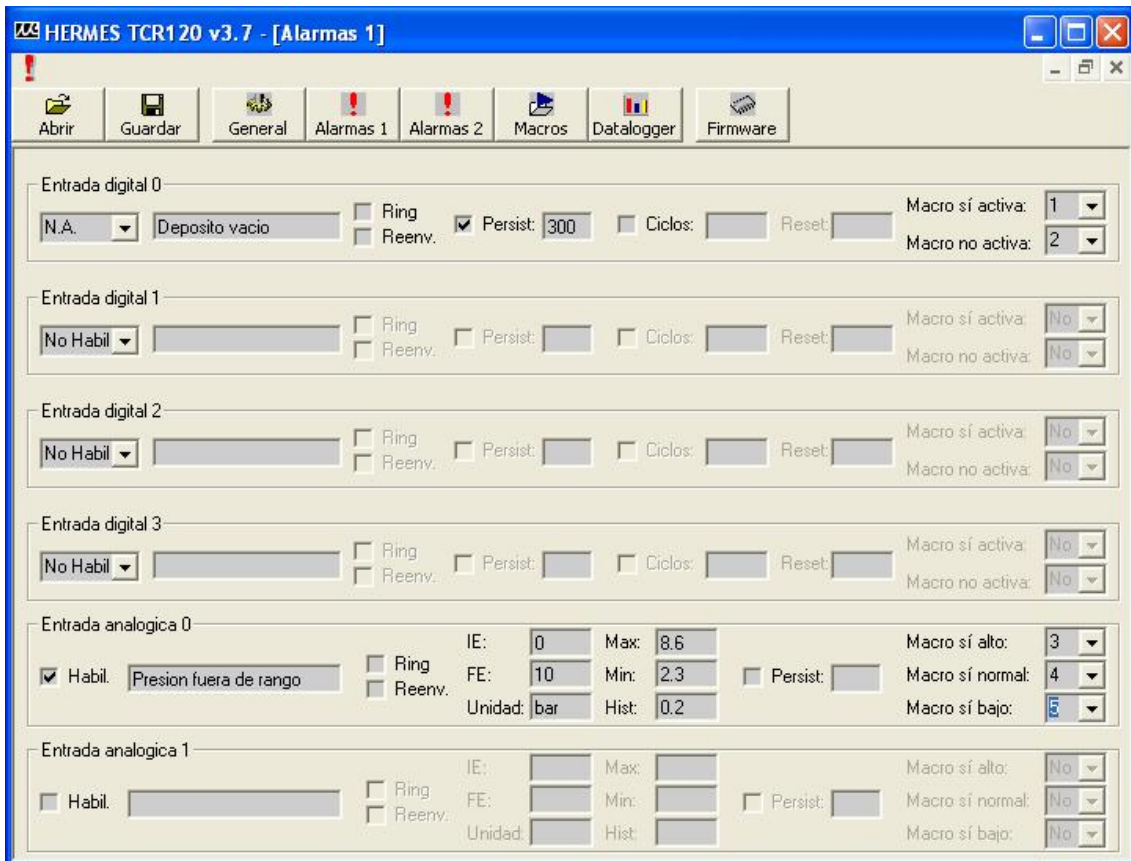 HERMES TCR120 v3.7 - [Alarmas 1]
Abrir Guardar General Alarmas 1 Alarmas 2 Macros Datalogger Firmware
Entrada digital 0
N.A. Deposito vacio Ring Reenv. Persist: 300 Ciclos: Reset: Macro sí activa: 1
Macro no activa: 2
Entrada digital 1
No Habil Ring Reenv. Persist: Ciclos: Reset: Macro sí activa: No
Macro no activa: No
Entrada digital 2
No Habil Ring Reenv. Persist: Ciclos: Reset: Macro sí activa: No
Macro no activa: No
Entrada digital 3
No Habil Ring Reenv. Persist: Ciclos: Reset: Macro sí activa: No
Macro no activa: No
Entrada analogica 0
IE: 0 Max: 8.6 Macro sí alto: 3
Habil. Presion fuera de rango Ring Reenv. FE: 10 Min: 2.3 Persist: Macro sí normal: 4
Unidad: bar Hist: 0.2 Macro sí bajo: 5
Entrada analogica 1
IE: Max: Macro sí alto: No
Habil. Ring Reenv. FE: Min: Persist: Macro sí normal: No
Unidad: Hist: Macro sí bajo: No